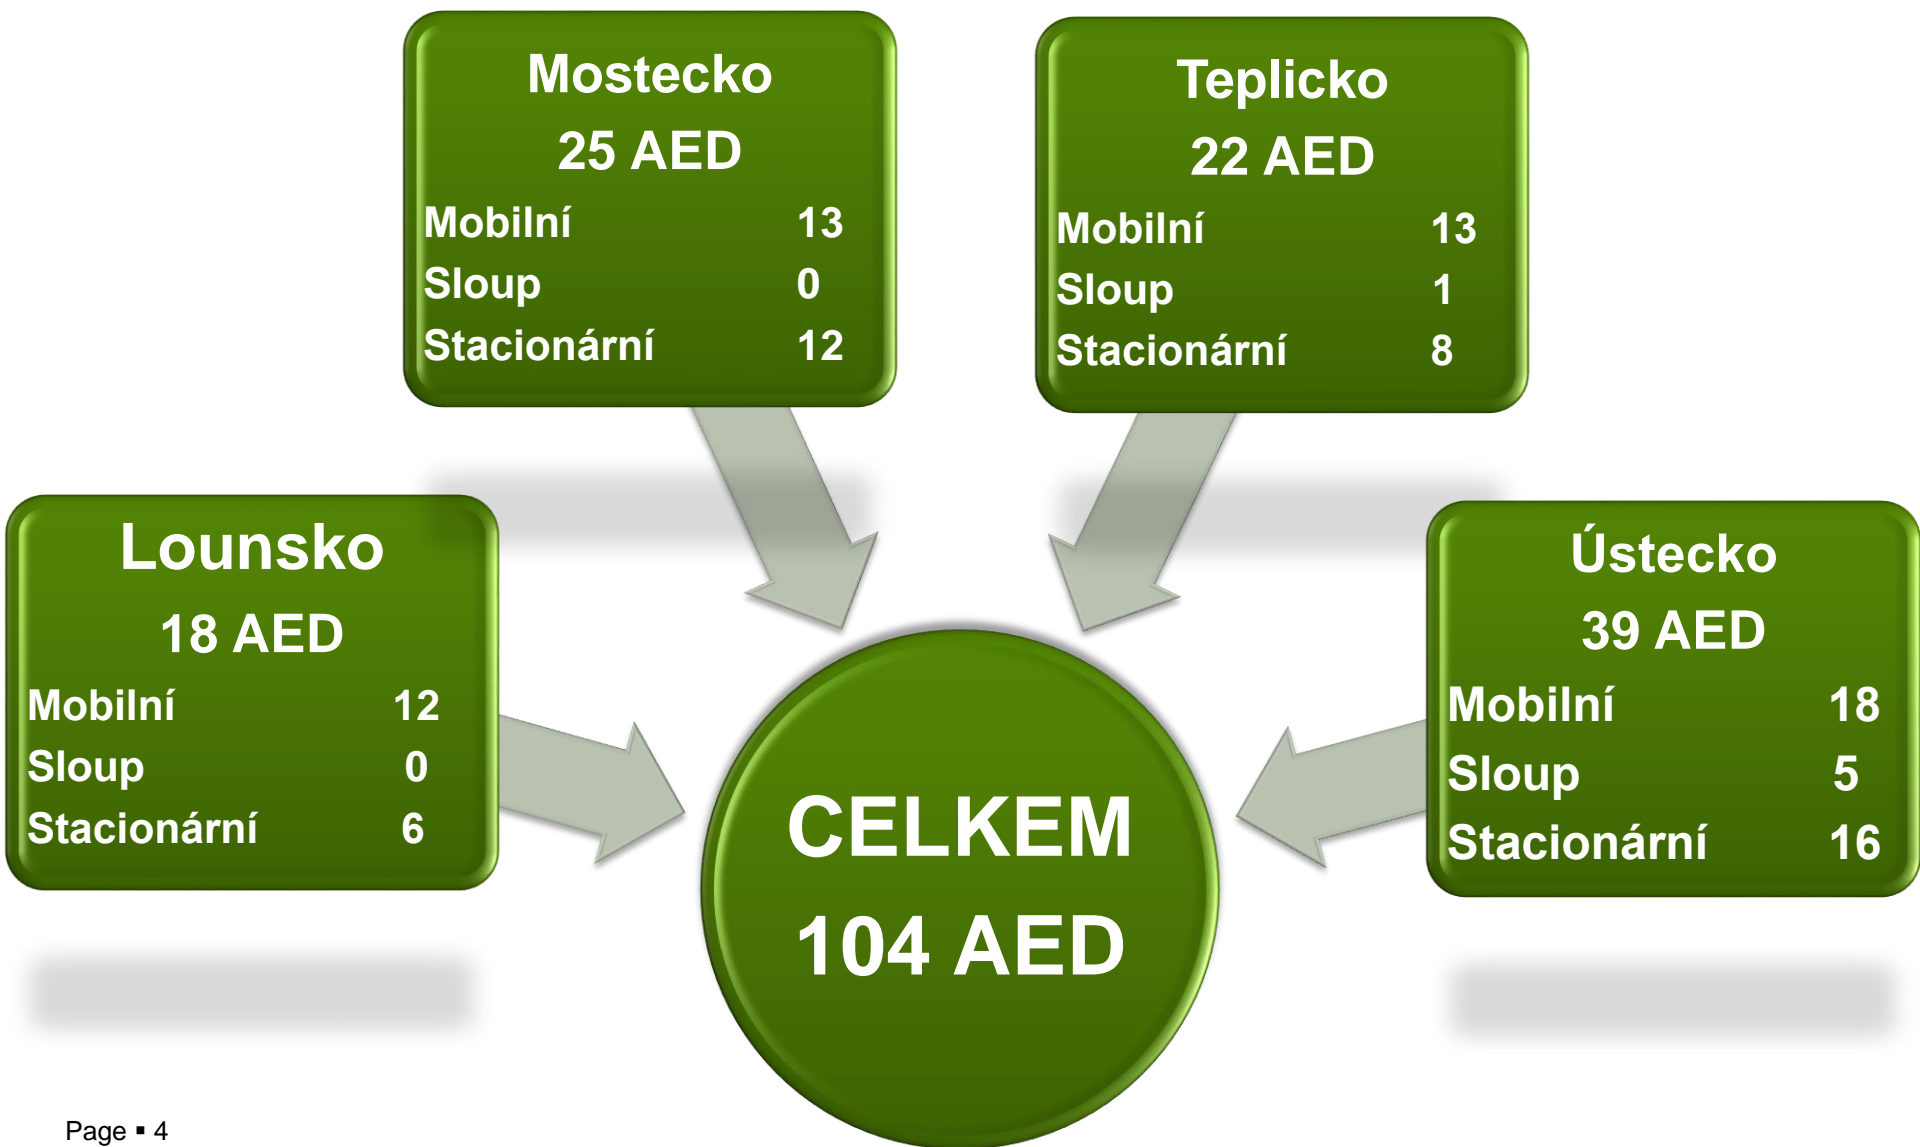 Mostecko
25 AED
Mobilní 13
Sloup 0
Stacionární 12
Teplicko
22 AED
Mobilní 13
Sloup 1
Stacionární 8
Lounsko
18 AED
Mobilní 12
Sloup 0
Stacionární 6
Ústecko
39 AED
Mobilní 18
Sloup 5
Stacionární 16
CELKEM
104 AED
Page ▪ 4